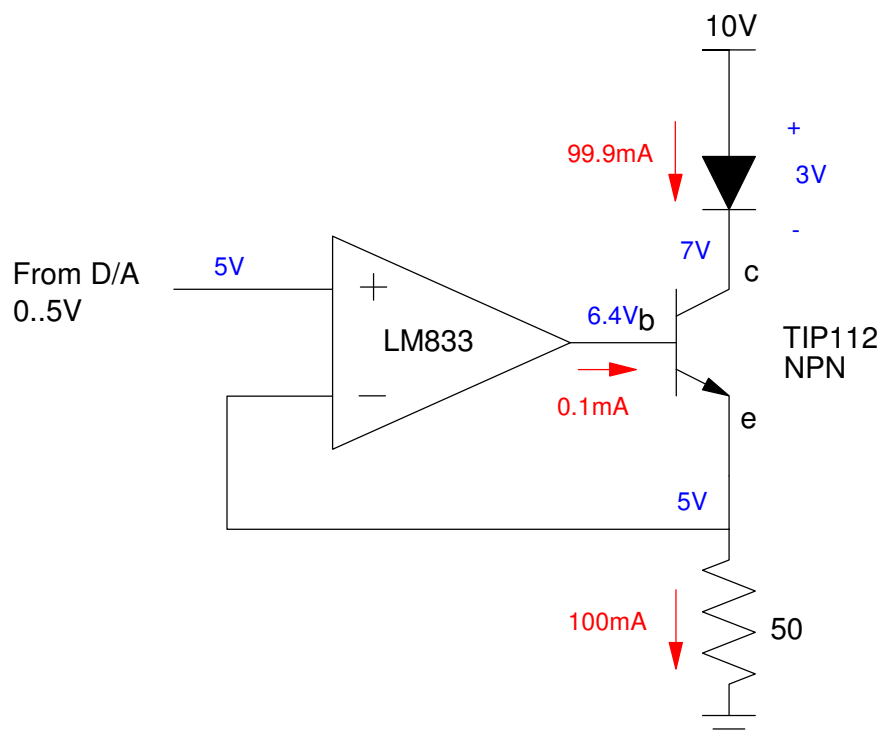 10V
+
99.9mA
3V
-
From D/A
0..5V
5V
+
7V
c
LM833
6.4V
b
TIP112
NPN
0.1mA
e
5V
100mA
50